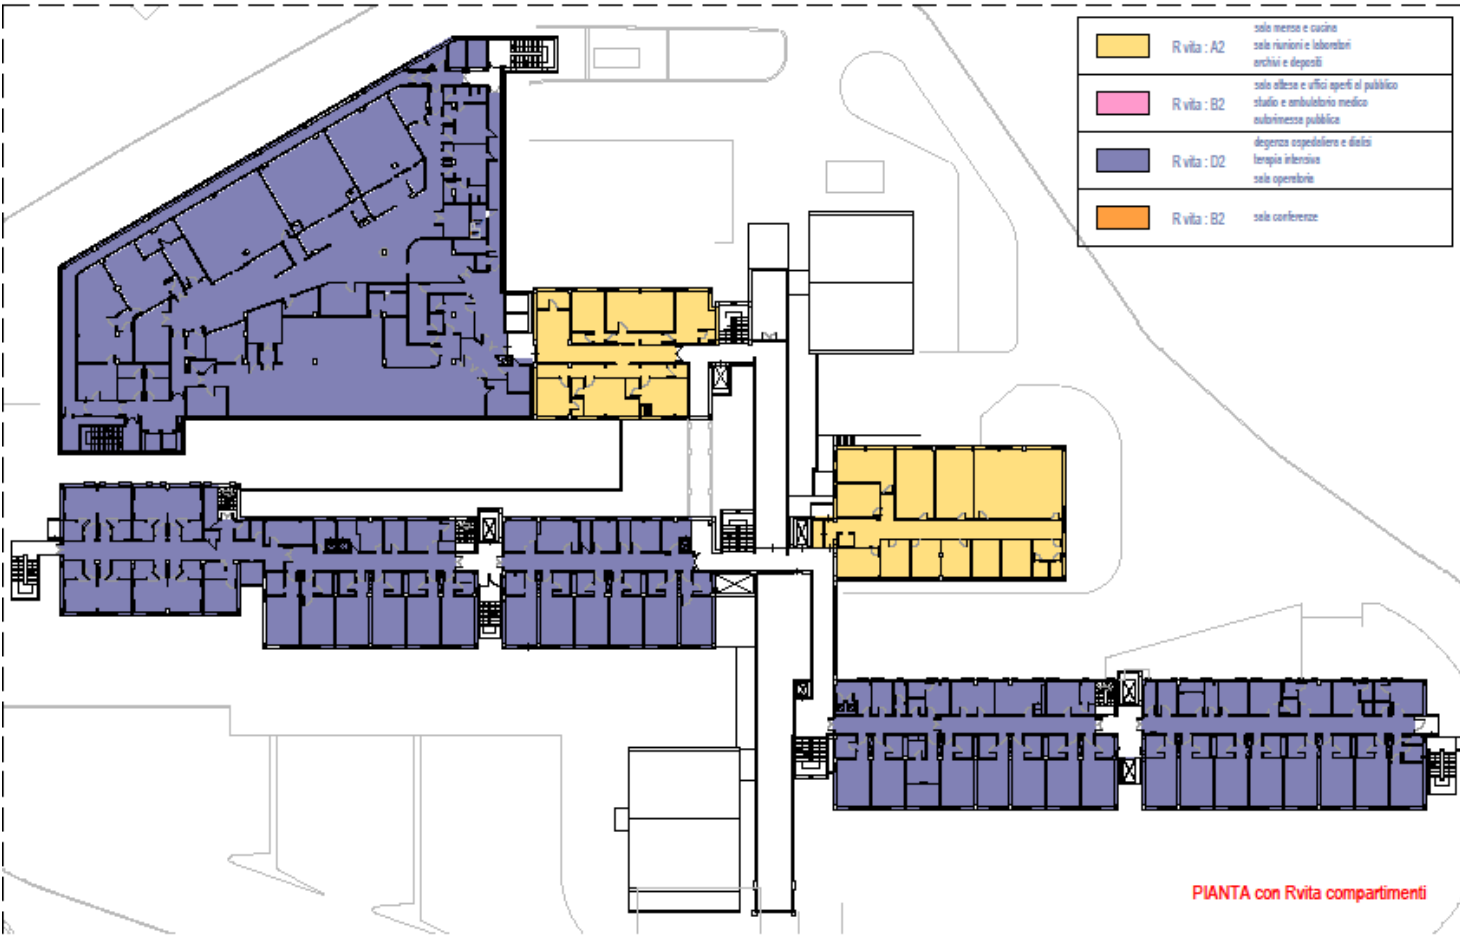 R vita : A2
sala mensa e cucina
sala riunioni e laboratori
archivi e depositi
R vita : B2
sala attesa e uffici aperti al pubblico
studio e ambulatorio medico
autorimessa pubblica
R vita : D2
degenza ospedaliera e dialisi
terapia intensiva
sala operatoria
R vita : B2
sala conferenze
PIANTA con Rvita compartimenti